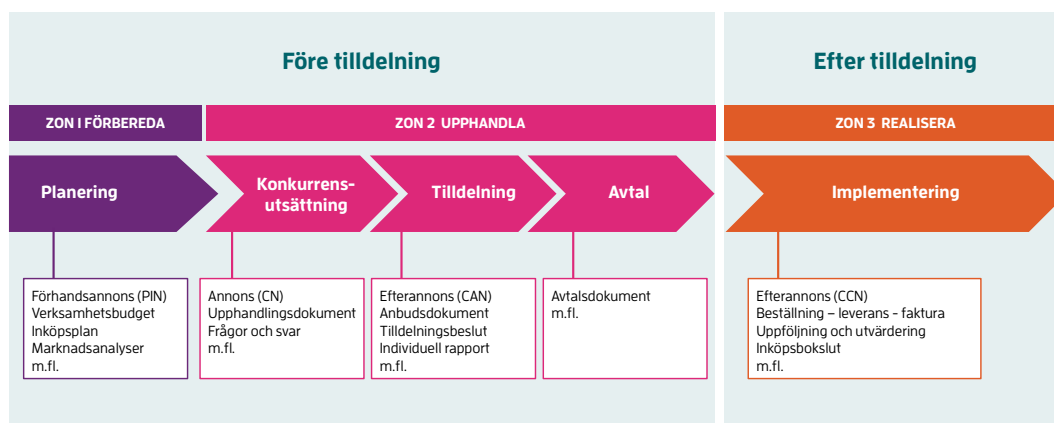 Före tilldelning
Efter tilldelning
ZON I FÖRBEREDA
ZON 2 UPPHANDLA
ZON 3 REALISERA
Planering
Konkurrens-
utsättning
Tilldelning
Avtal
Implementering
Förhandsannons (PIN)
Verksamhetsbudget
Inköpsplan
Marknadsanalyser
m.fl.
Annons (CN)
Upphandlingsdokument
Frågor och svar
m.fl.
Efterannons (CAN)
Anbudsdokument
Tilldelningsbeslut
Individuell rapport
m.fl.
Avtalsdokument
m.fl.
Efterannons (CCN)
Beställning – leverans - faktura
Uppföljning och utvärdering
Inköpsbokslut
m.fl.